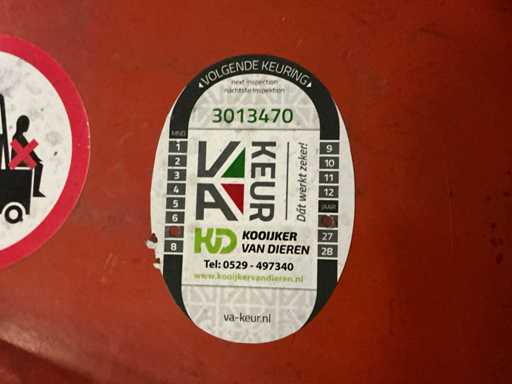 VOLGENDE KEURING
next inspection
nächste Inspektion
3013470
MND
1
2
3
4
5
6
8
9
10
11
12
JAAR
27
28
VA
KEUR
Dát werkt zeker!
KVD KOOIJKER
VAN DIEREN
Tel: 0529 - 497340
www.kooijkervandieren.nl
va-keur.nl